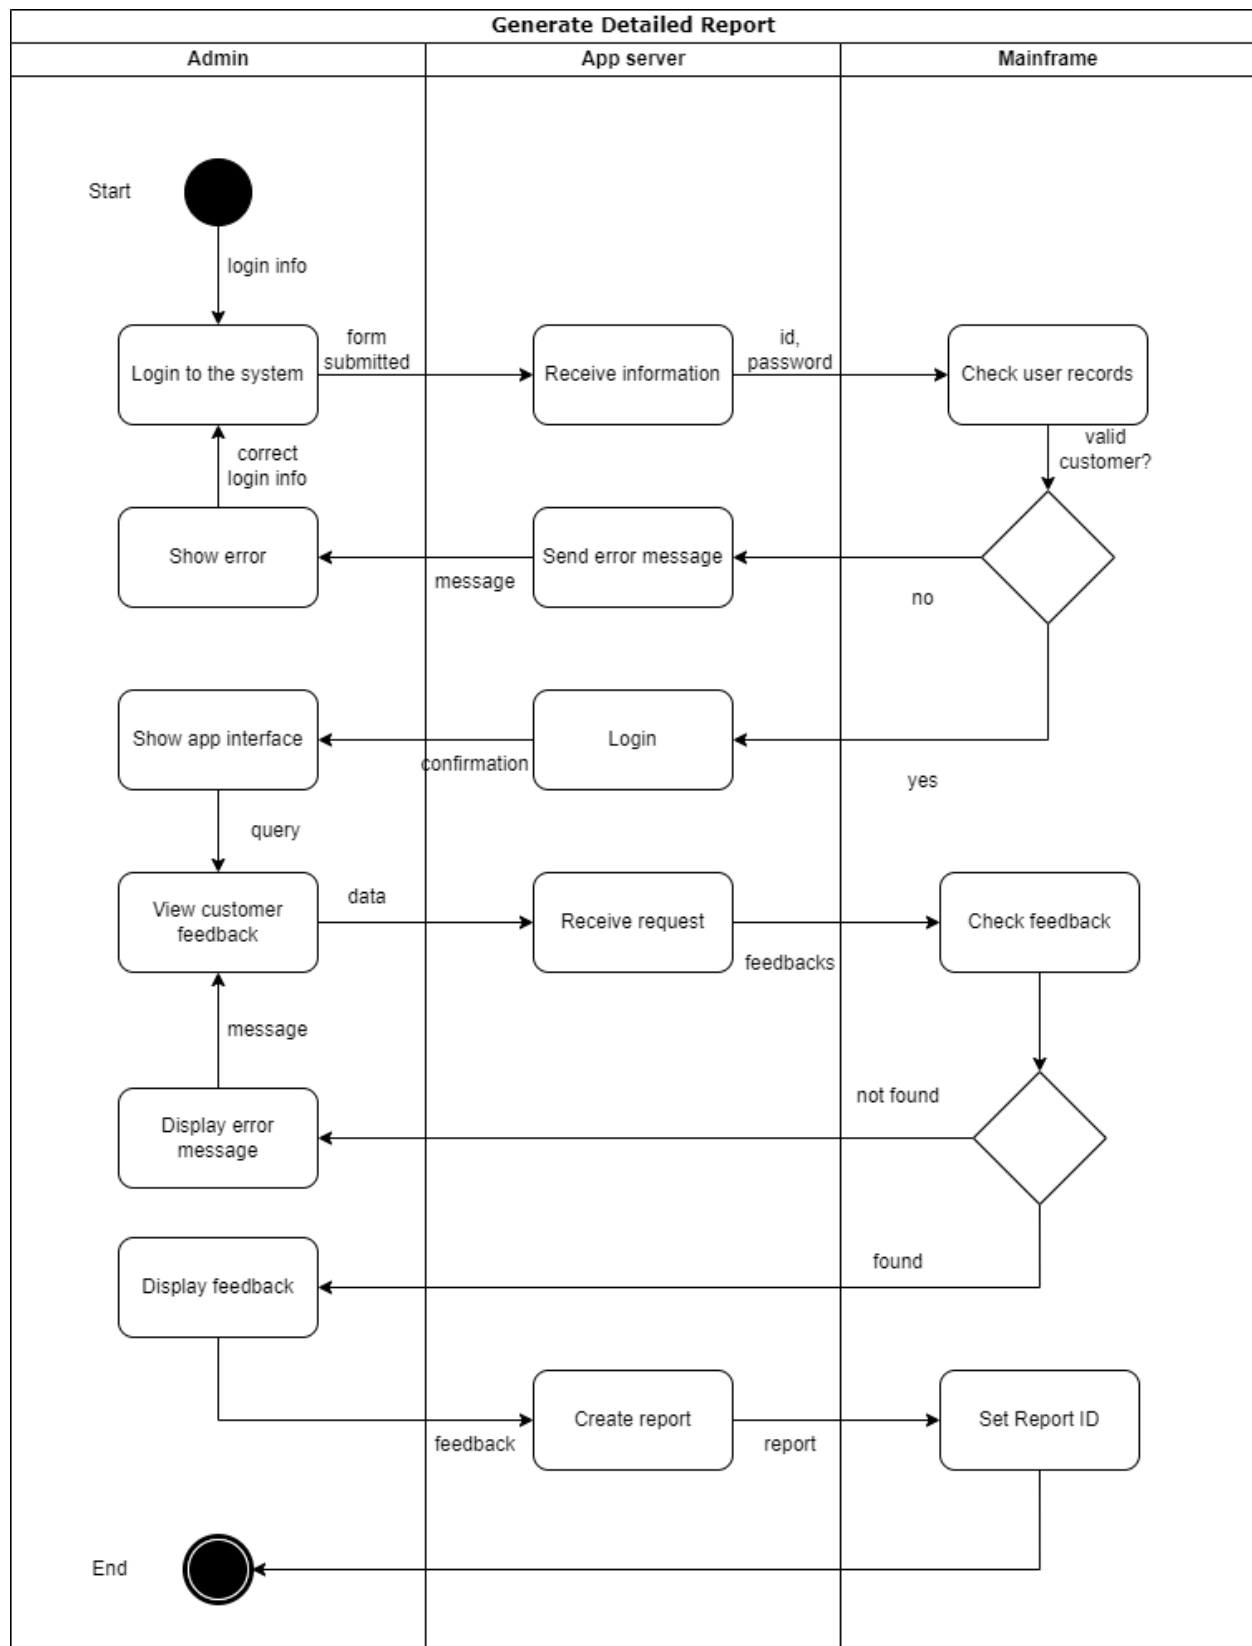 Generate Detailed Report
Admin
App server
Mainframe
Start
login info
Login to the system
form
submitted
Receive information
id,
password
Check user records
correct
login info
valid
customer?
Show error
message
Send error message
no
Show app interface
confirmation
Login
yes
query
View customer
feedback
data
Receive request
feedbacks
Check feedback
message
not found
Display error
message
found
Display feedback
feedback
Create report
report
Set Report ID
End